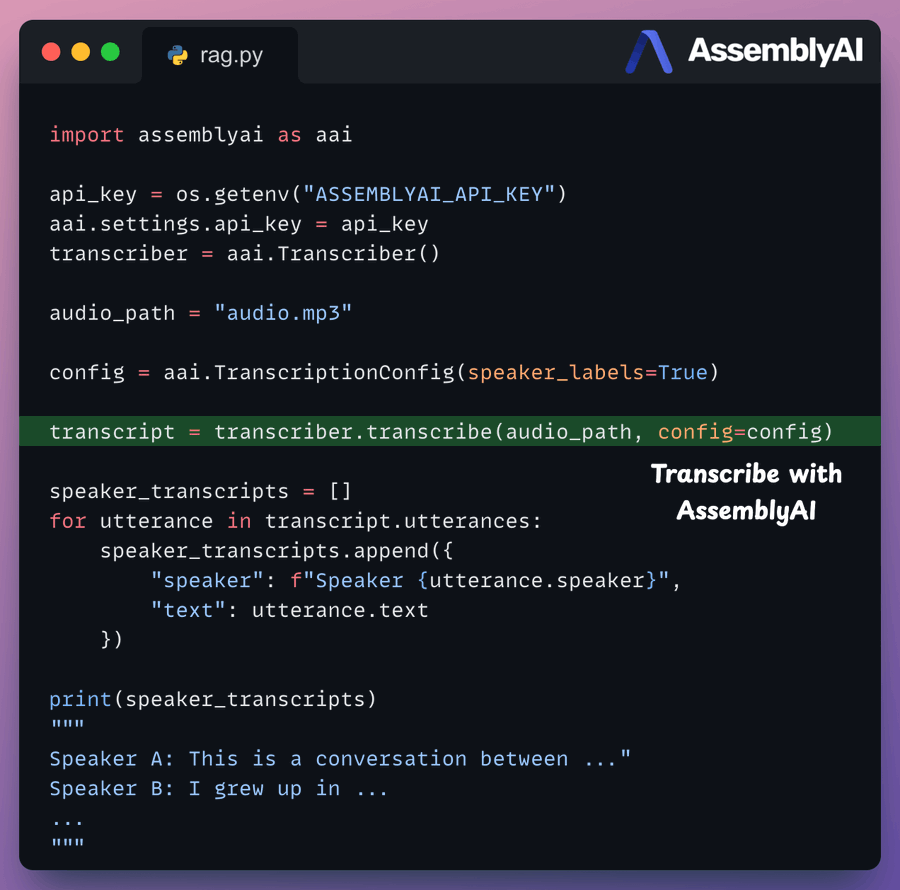 rag.py
AssemblyAI
import assemblyai as aai
api_key = os.getenv("ASSEMBLYAI_API_KEY")
aai.settings.api_key = api_key
transcriber = aai.Transcriber()
audio_path = "audio.mp3"
config = aai.TranscriptionConfig(speaker_labels=True)
transcript = transcriber.transcribe(audio_path, config=config)
Transcribe with
AssemblyAI
speaker_transcripts = []
for utterance in transcript.utterances:
    speaker_transcripts.append({
        "speaker": f"Speaker {utterance.speaker}",
        "text": utterance.text
    })
print(speaker_transcripts)
"""
Speaker A: This is a conversation between ..."
Speaker B: I grew up in ...
...
"""